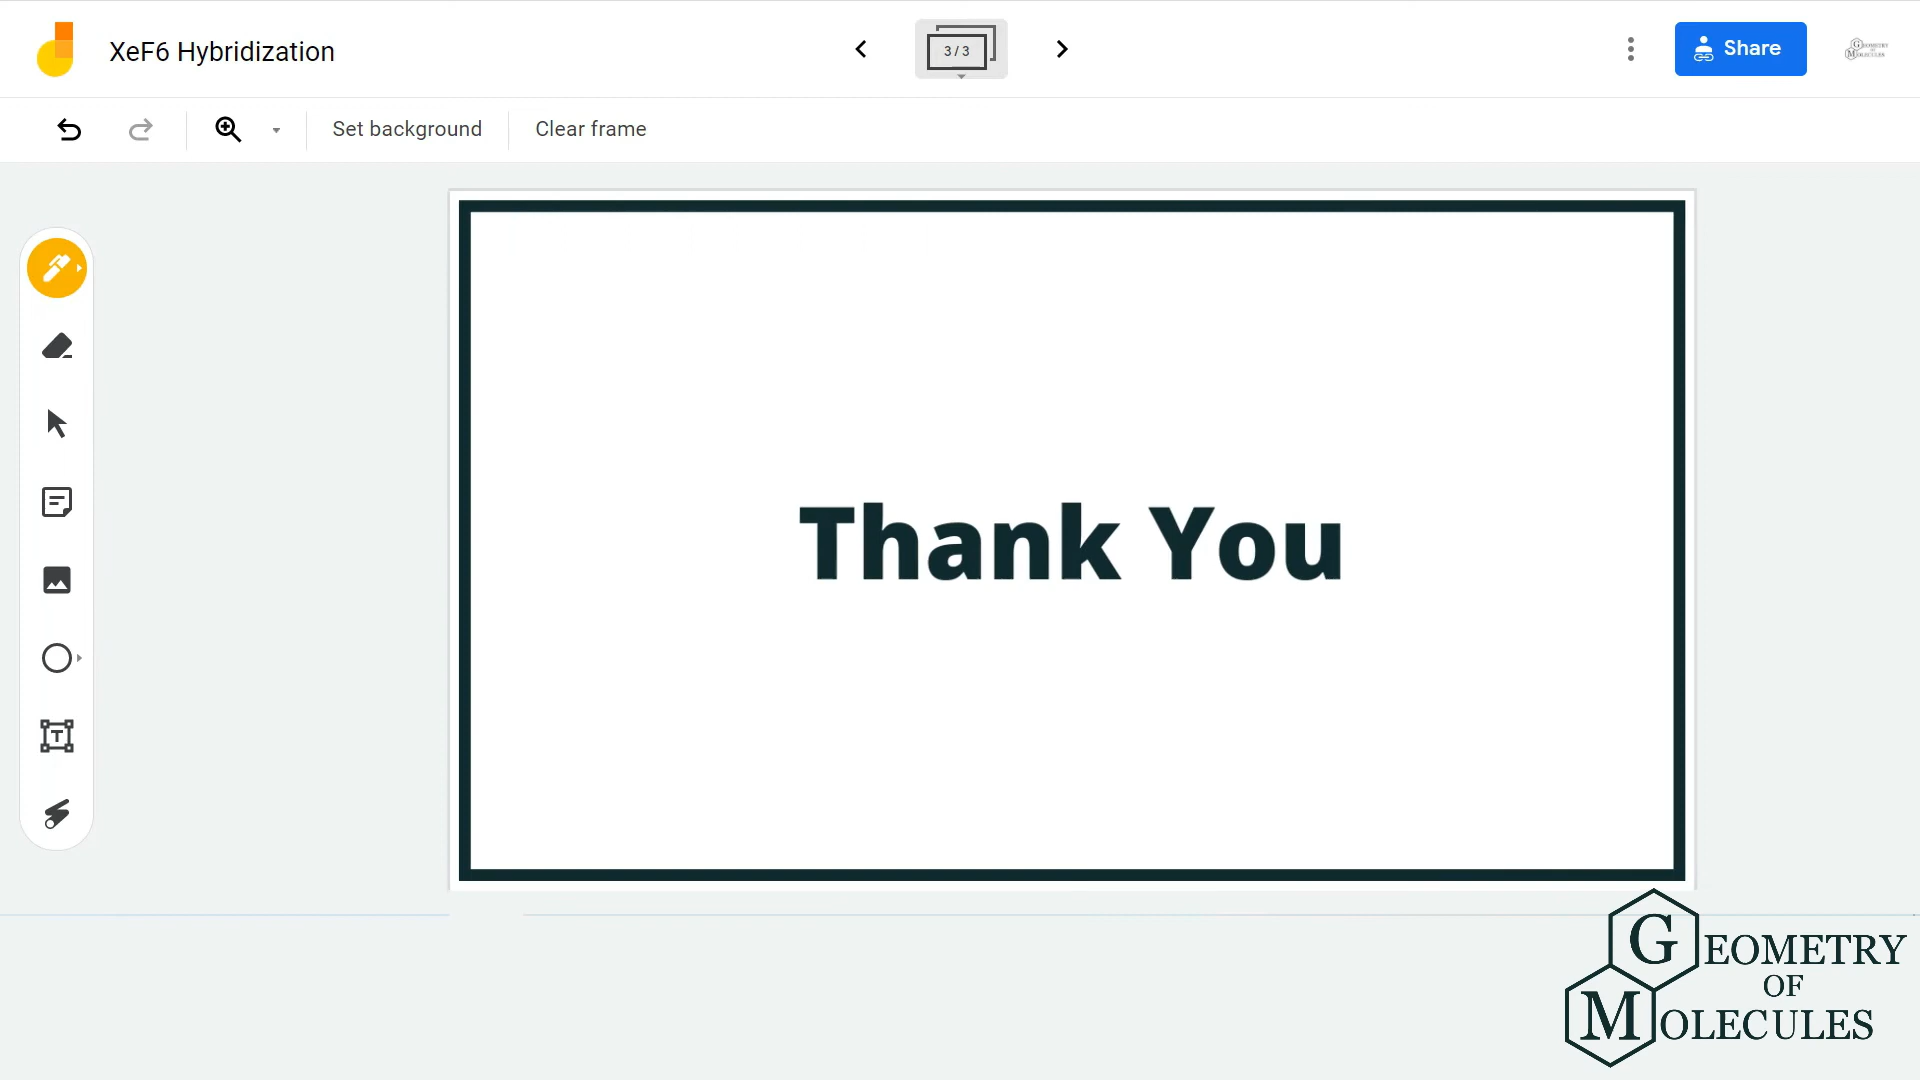 XeF6 Hybridization
3 / 3
Share
Set background
Clear frame
Thank You
GEOMETRY
OF
MOLECULES